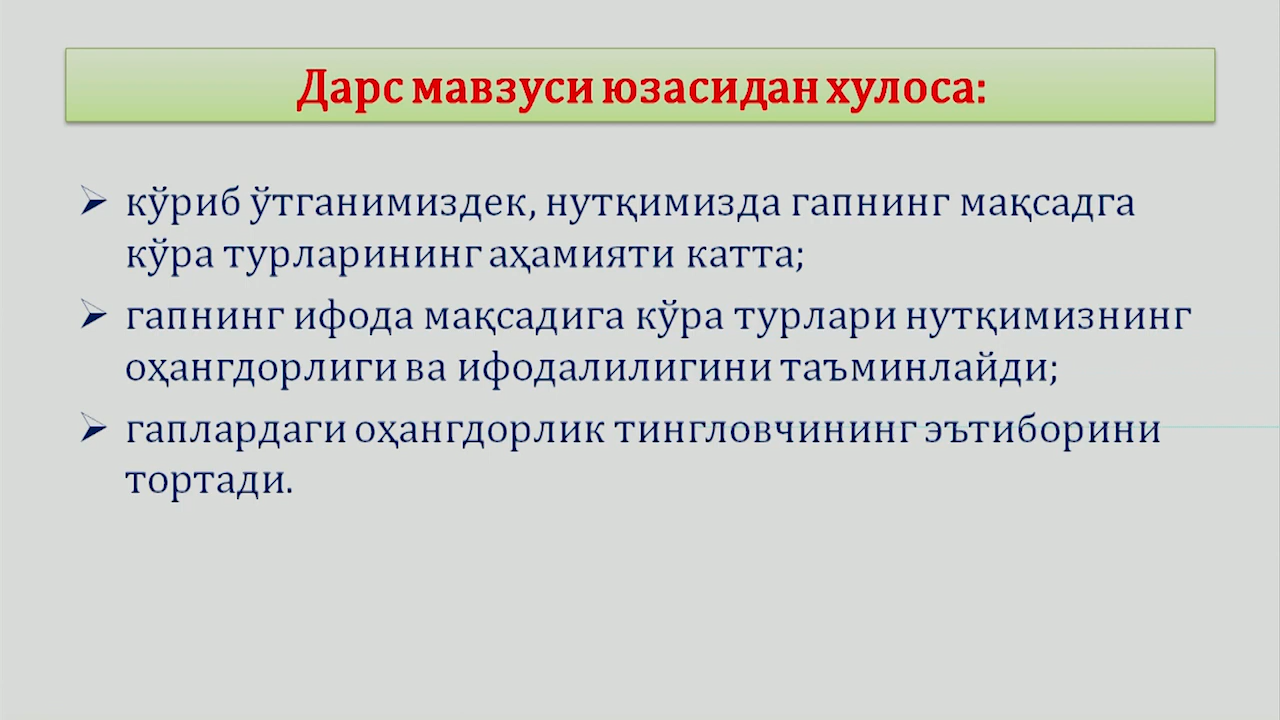 Дарс мавзуси юзасидан хулоса:
➢ кўриб ўтганимиздек, нутқимизда гапнинг мақсадга
кўра турларининг аҳамияти катта;
➢ гапнинг ифода мақсадига кўра турлари нутқимизнинг
оҳангдорлиги ва ифодалилигини таъминлайди;
➢ гаплардаги оҳангдорлик тингловчининг эътиборини
тортади.